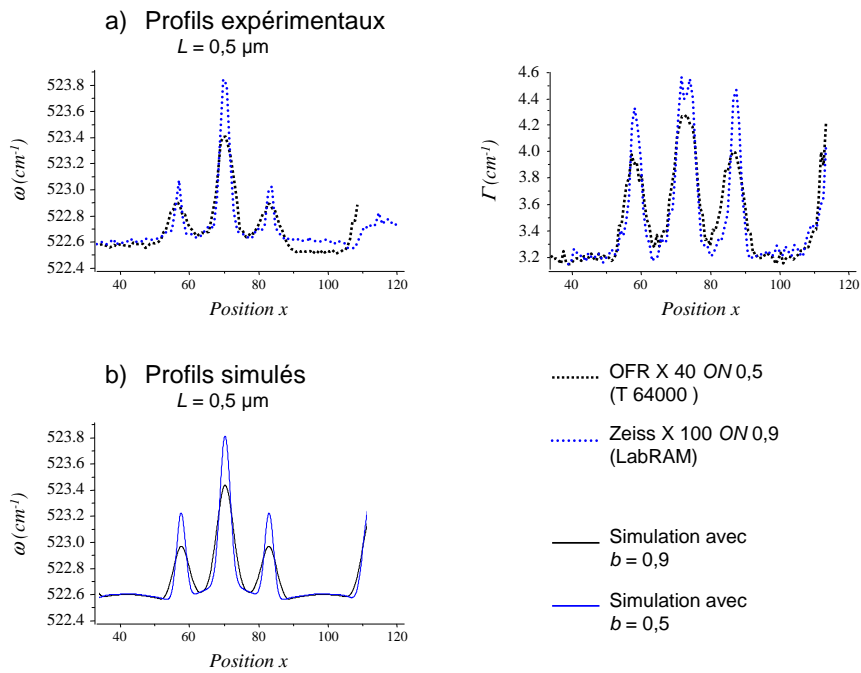 a) Profils expérimentaux
L = 0,5 µm
523.8
523.6
523.4
523.2
523.0
522.8
522.6
522.4
ω (cm⁻¹)
40 60 80 100 120
Position x
4.6
4.4
4.2
4.0
3.8
3.6
3.4
3.2
Γ (cm⁻¹)
40 60 80 100 120
Position x
b) Profils simulés
L = 0,5 µm
523.8
523.6
523.4
523.2
523.0
522.8
522.6
522.4
ω (cm⁻¹)
40 60 80 100 120
Position x
OFR X 40 ON 0,5
(T 64000 )
Zeiss X 100 ON 0,9
(LabRAM)
Simulation avec
b = 0,9
Simulation avec
b = 0,5